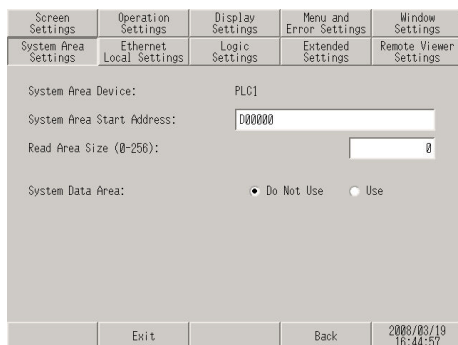 Screen Settings
Operation Settings
Display Settings
Menu and Error Settings
Window Settings
System Area Settings
Ethernet Local Settings
Logic Settings
Extended Settings
Remote Viewer Settings
System Area Device: PLC1
System Area Start Address: D00000
Read Area Size (0-256): 0
System Data Area: Do Not Use Use
Exit Back 2008/03/19 16:44:57